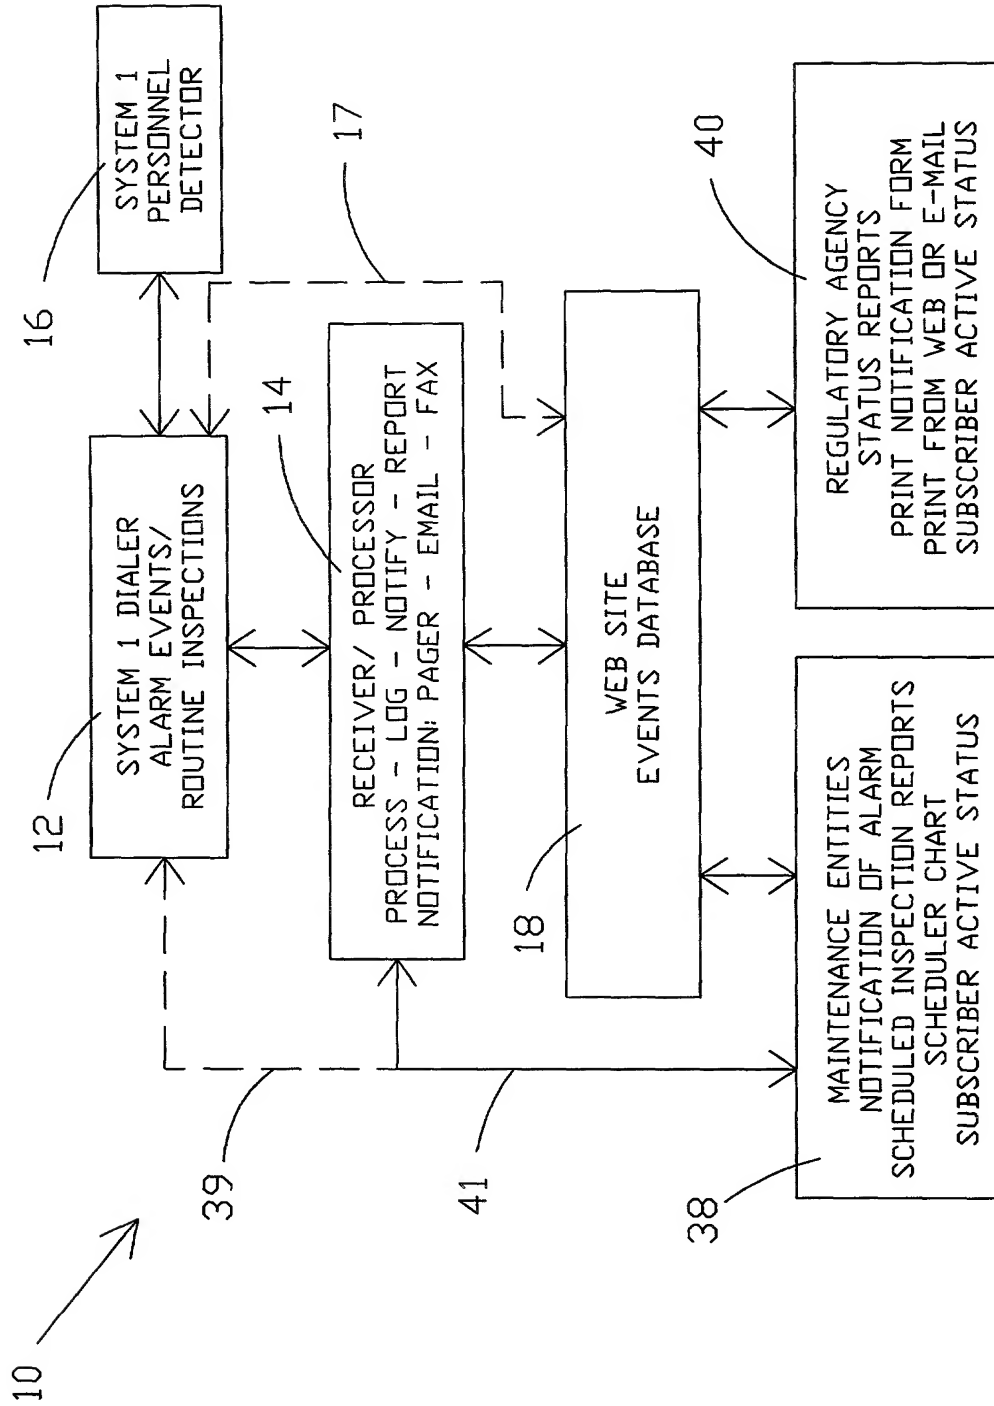 10
12
SYSTEM 1 DIALER
ALARM EVENTS/
ROUTINE INSPECTIONS
16
SYSTEM 1
PERSONNEL
DETECTOR
39
14
RECEIVER/ PROCESSOR
PROCESS - LOG - NOTIFY - REPORT
NOTIFICATION: PAGER - EMAIL - FAX
17
41
18
WEB SITE
EVENTS DATABASE
38
MAINTENANCE ENTITIES
NOTIFICATION OF ALARM
SCHEDULED INSPECTION REPORTS
SCHEDULER CHART
SUBSCRIBER ACTIVE STATUS
40
REGULATORY AGENCY
STATUS REPORTS
PRINT NOTIFICATION FORM
PRINT FROM WEB OR E-MAIL
SUBSCRIBER ACTIVE STATUS